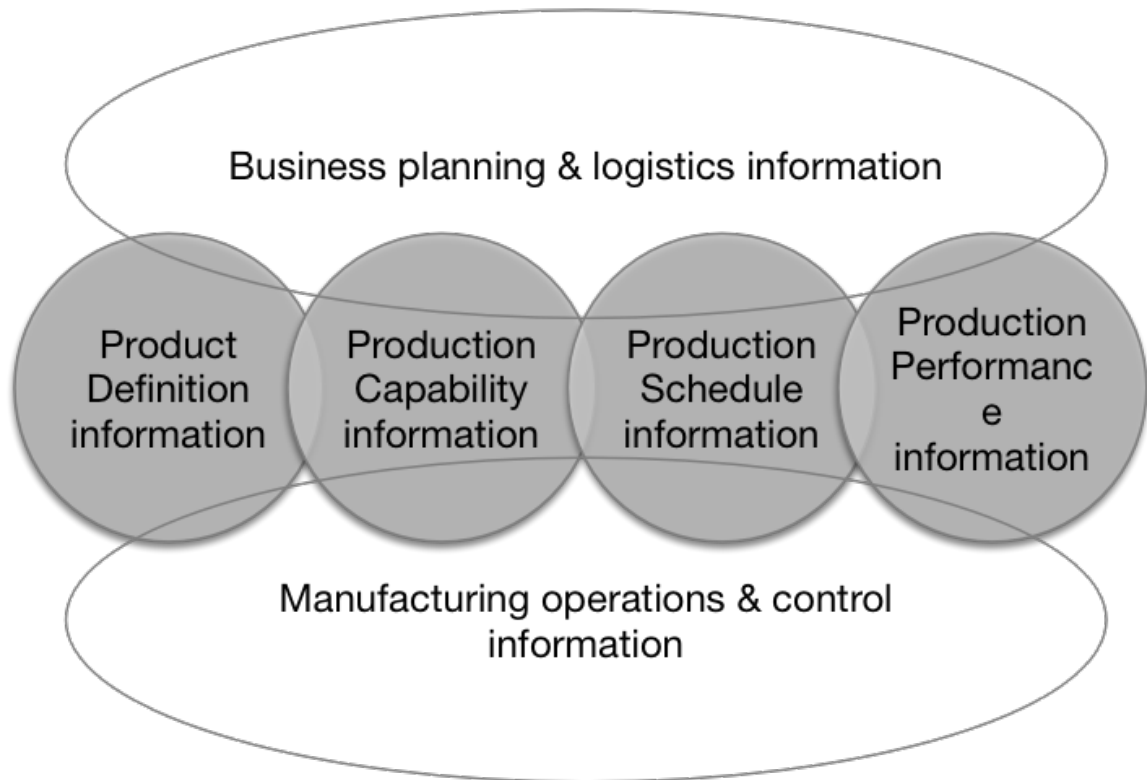 Business planning & logistics information
Product
Definition
information
Production
Capability
information
Production
Schedule
information
Production
Performanc
e
information
Manufacturing operations & control
information